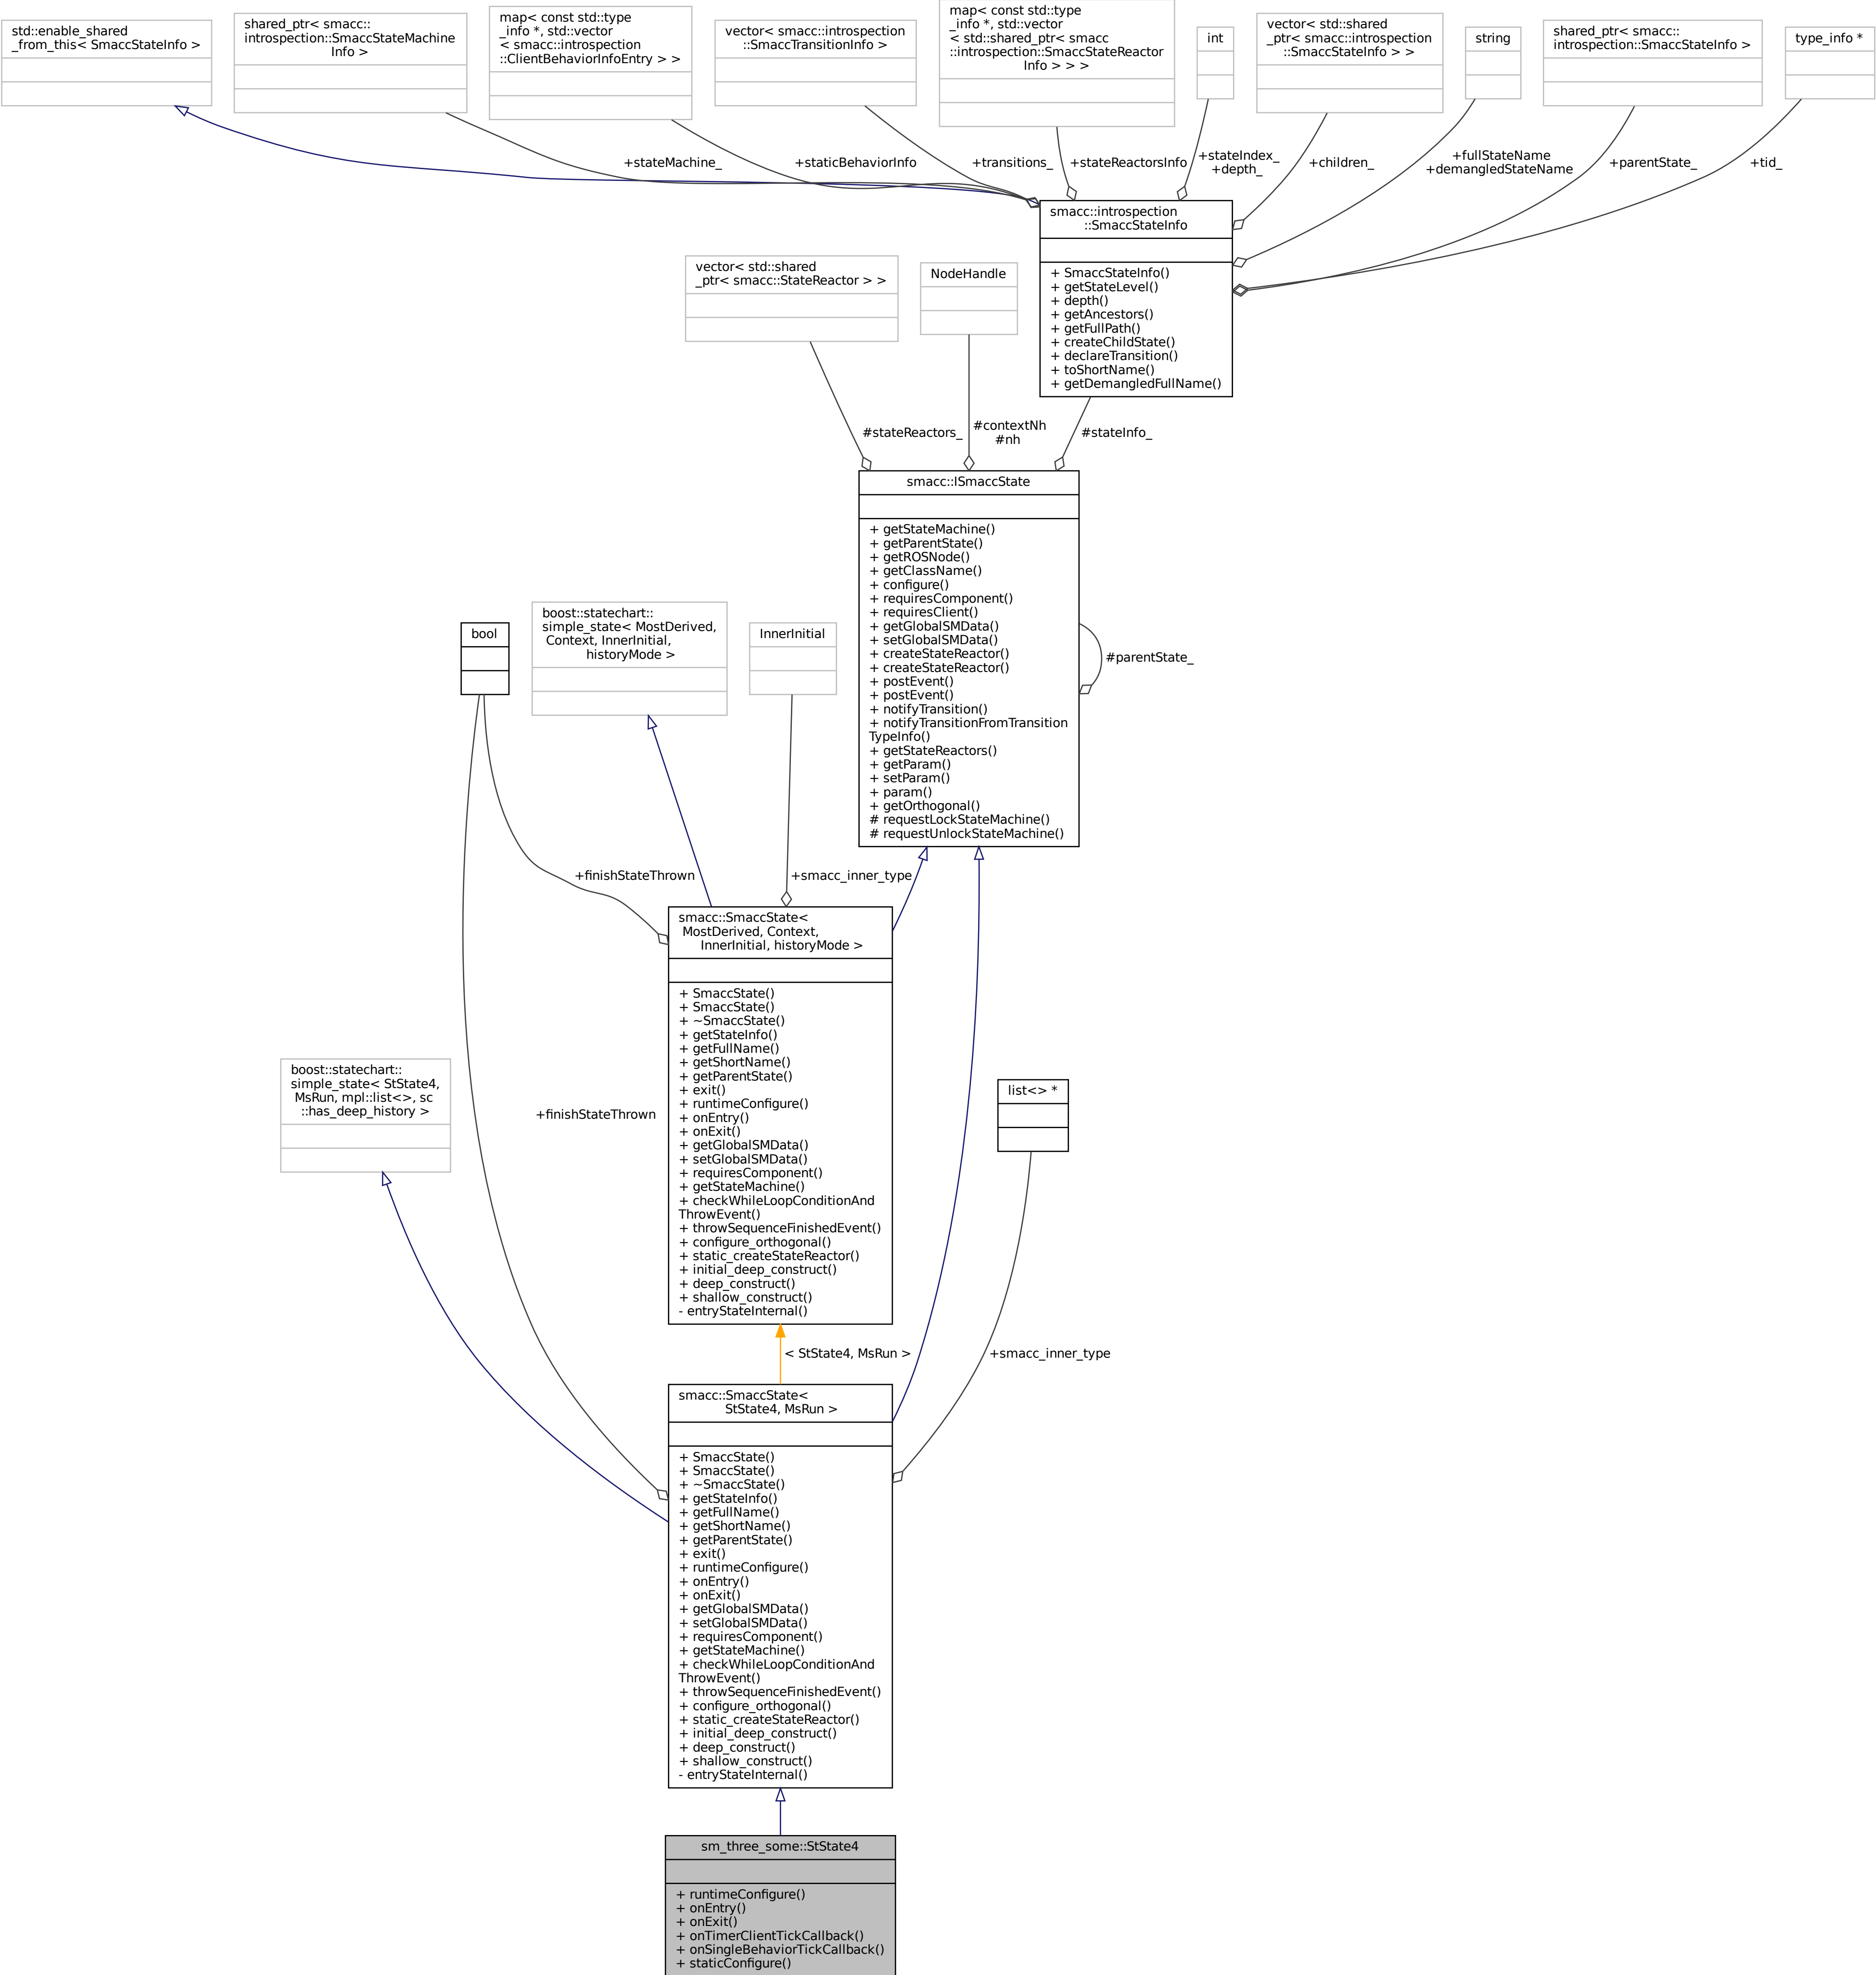 std::enable_shared
_from_this< SmaccStateInfo >
shared_ptr< smacc::
introspection::SmaccStateMachine
Info >
map< const std::type
_info *, std::vector
< smacc::introspection
::ClientBehaviorInfoEntry > >
vector< smacc::introspection
::SmaccTransitionInfo >
map< const std::type
_info *, std::vector
< std::shared_ptr< smacc
::introspection::SmaccStateReactor
Info > > >
int
vector< std::shared
_ptr< smacc::introspection
::SmaccStateInfo > >
string
shared_ptr< smacc::
introspection::SmaccStateInfo >
type_info *
+stateMachine_
+staticBehaviorInfo
+transitions_
+stateReactorsInfo
+stateIndex_
+depth_
+children_
+fullStateName
+demangledStateName
+parentState_
+tid_
smacc::introspection
::SmaccStateInfo
+ SmaccStateInfo()
+ getStateLevel()
+ depth()
+ getAncestors()
+ getFullPath()
+ createChildState()
+ declareTransition()
+ toShortName()
+ getDemangledFullName()
vector< std::shared
_ptr< smacc::StateReactor > >
NodeHandle
#stateReactors_
#contextNh
#nh
#stateInfo_
smacc::ISmaccState
+ getStateMachine()
+ getParentState()
+ getROSNode()
+ getClassName()
+ configure()
+ requiresComponent()
+ requiresClient()
+ getGlobalSMData()
+ setGlobalSMData()
+ createStateReactor()
+ createStateReactor()
+ postEvent()
+ postEvent()
+ notifyTransition()
+ notifyTransitionFromTransition
TypeInfo()
+ getStateReactors()
+ getParam()
+ setParam()
+ param()
+ getOrthogonal()
# requestLockStateMachine()
# requestUnlockStateMachine()
#parentState_
bool
boost::statechart::
simple_state< MostDerived,
Context, InnerInitial,
historyMode >
InnerInitial
+finishStateThrown
+smacc_inner_type
smacc::SmaccState<
MostDerived, Context,
InnerInitial, historyMode >
+ SmaccState()
+ SmaccState()
+ ~SmaccState()
+ getStateInfo()
+ getFullName()
+ getShortName()
+ getParentState()
+ exit()
+ runtimeConfigure()
+ onEntry()
+ onExit()
+ getGlobalSMData()
+ setGlobalSMData()
+ requiresComponent()
+ getStateMachine()
+ checkWhileLoopConditionAnd
ThrowEvent()
+ throwSequenceFinishedEvent()
+ configure_orthogonal()
+ static_createStateReactor()
+ initial_deep_construct()
+ deep_construct()
+ shallow_construct()
- entryStateInternal()
boost::statechart::
simple_state< StState4,
MsRun, mpl::list<>, sc
::has_deep_history >
+finishStateThrown
list<> *
< StState4, MsRun >
+smacc_inner_type
smacc::SmaccState<
StState4, MsRun >
+ SmaccState()
+ SmaccState()
+ ~SmaccState()
+ getStateInfo()
+ getFullName()
+ getShortName()
+ getParentState()
+ exit()
+ runtimeConfigure()
+ onEntry()
+ onExit()
+ getGlobalSMData()
+ setGlobalSMData()
+ requiresComponent()
+ getStateMachine()
+ checkWhileLoopConditionAnd
ThrowEvent()
+ throwSequenceFinishedEvent()
+ configure_orthogonal()
+ static_createStateReactor()
+ initial_deep_construct()
+ deep_construct()
+ shallow_construct()
- entryStateInternal()
sm_three_some::StState4
+ runtimeConfigure()
+ onEntry()
+ onExit()
+ onTimerClientTickCallback()
+ onSingleBehaviorTickCallback()
+ staticConfigure()